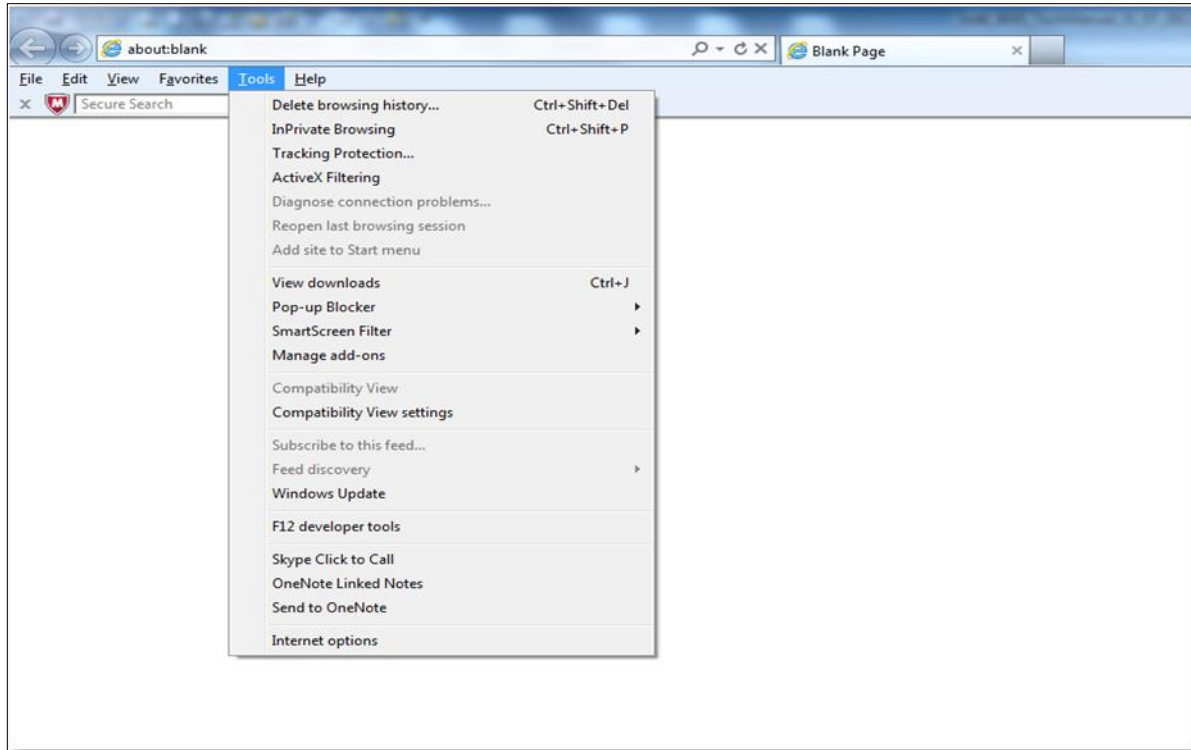 about:blank
Blank Page
File Edit View Favorites Tools Help
Secure Search
Delete browsing history... Ctrl+Shift+Del
InPrivate Browsing Ctrl+Shift+P
Tracking Protection...
ActiveX Filtering
Diagnose connection problems...
Reopen last browsing session
Add site to Start menu
View downloads Ctrl+J
Pop-up Blocker
SmartScreen Filter
Manage add-ons
Compatibility View
Compatibility View settings
Subscribe to this feed...
Feed discovery
Windows Update
F12 developer tools
Skype Click to Call
OneNote Linked Notes
Send to OneNote
Internet options